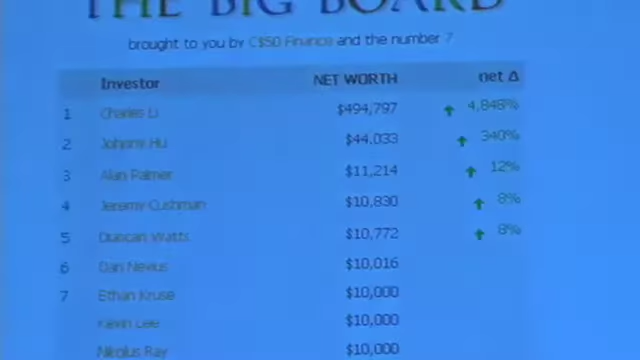 THE BIG BOARD
brought to you by C$50 Finance and the number 7
Investor NET WORTH net Δ
1 Charles Li $494,797 4,848%
2 Johnny Hu $44,033 340%
3 Alan Palmer $11,214 12%
4 Jeremy Cushman $10,830 8%
5 Duncan Watts $10,772 8%
6 Dan $10,016
7 Ethan Kruse $10,000
Kevin Lee $10,000
Nikolus Ray $10,000